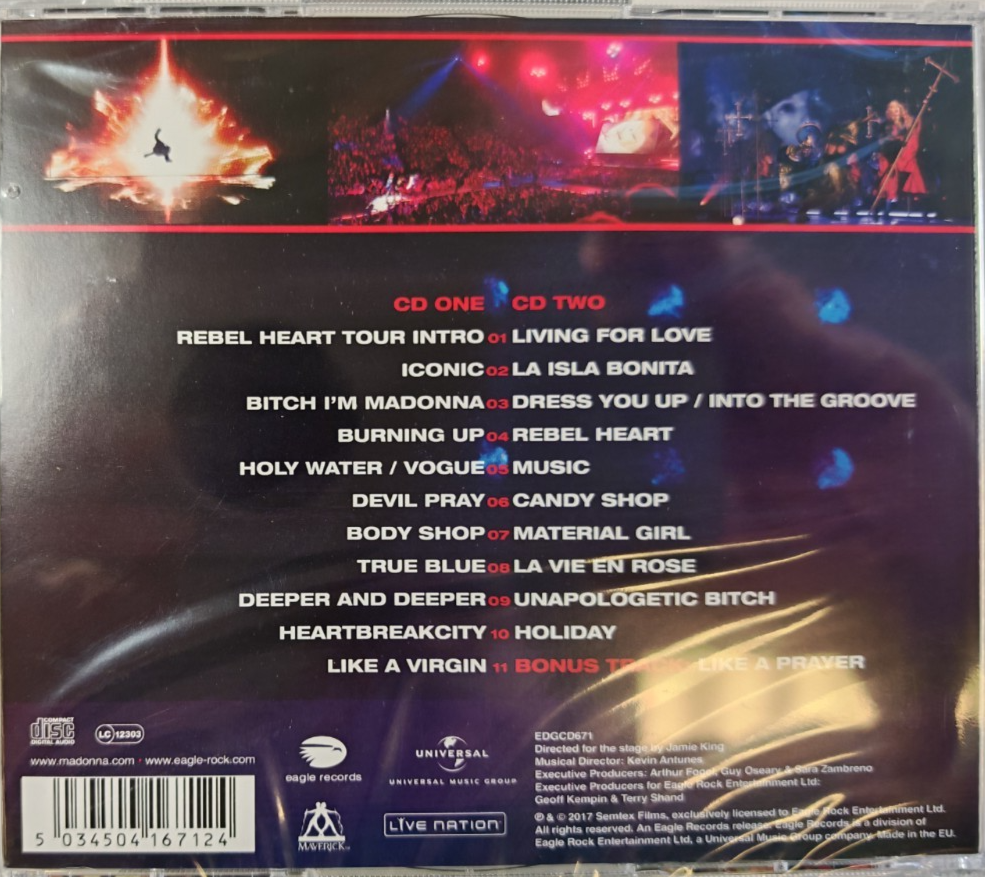 CD ONE CD TWO
REBEL HEART TOUR INTRO 01 LIVING FOR LOVE
ICONIC 02 LA ISLA BONITA
BITCH I'M MADONNA 03 DRESS YOU UP / INTO THE GROOVE
BURNING UP 04 REBEL HEART
HOLY WATER / VOGUE 05 MUSIC
DEVIL PRAY 06 CANDY SHOP
BODY SHOP 07 MATERIAL GIRL
TRUE BLUE 08 LA VIE EN ROSE
DEEPER AND DEEPER 09 UNAPOLOGETIC BITCH
HEARTBREAKCITY 10 HOLIDAY
LIKE A VIRGIN 11 BONUS TRACK: LIKE A PRAYER
COMPACT
disc
DIGITAL AUDIO
LC 12303
www.madonna.com · www.eagle-rock.com
5 034504 167124
eagle records
MAVERICK
UNIVERSAL
UNIVERSAL MUSIC GROUP
LIVE NATION
EDGCD671
Directed for the stage by Jamie King
Musical Director: Kevin Antunes
Executive Producers: Arthur Fogel, Guy Oseary & Sara Zambreno
Executive Producers for Eagle Rock Entertainment Ltd:
Geoff Kempin & Terry Shand
℗ & © 2017 Semtex Films, exclusively licensed to Eagle Rock Entertainment Ltd.
All rights reserved. An Eagle Records release. Eagle Records is a division of
Eagle Rock Entertainment Ltd, a Universal Music Group company. Made in the EU.